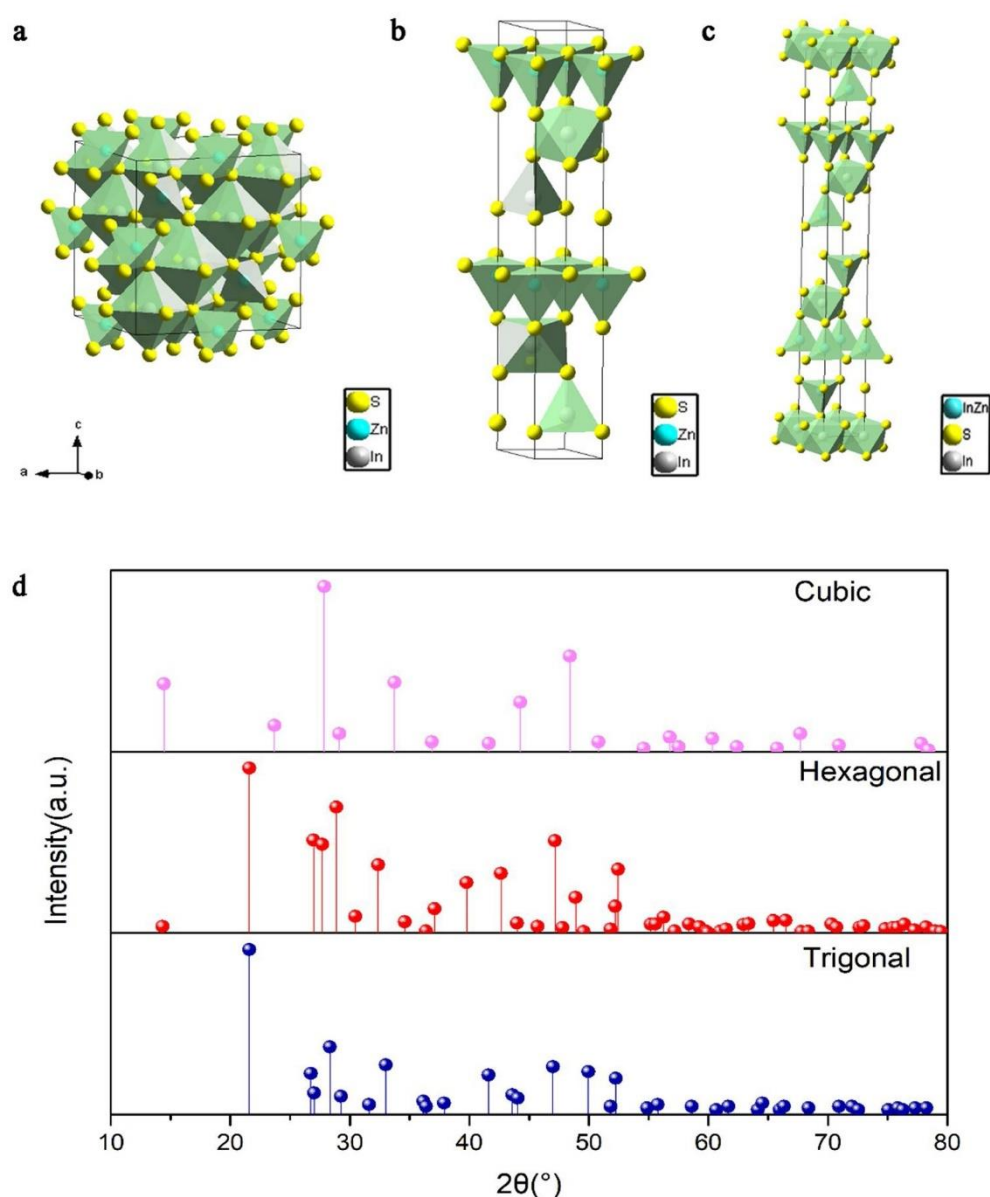 a
b
c
S
Zn
In
S
Zn
In
InZn
S
In
c
a
b
d
Cubic
Hexagonal
Trigonal
Intensity(a.u.)
10 20 30 40 50 60 70 80
2θ(°)